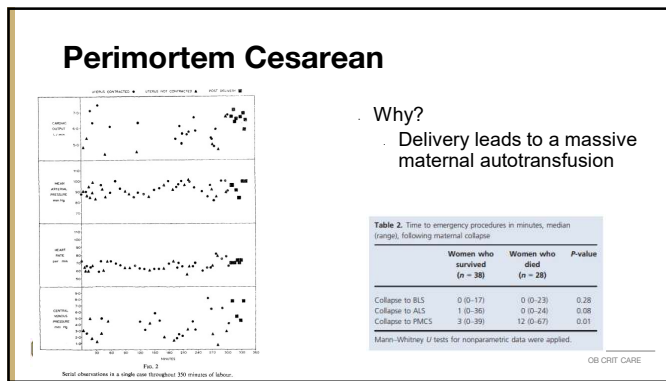 Perimortem Cesarean
UTERUS CONTRACTED ● UTERUS NOT CONTRACTED ▲ POST DELIVERY ■
CARDIAC
OUTPUT
MEAN
ARTERIAL
PRESSURE
mm Hg
HEART
RATE
per min
CENTRAL
VENOUS
PRESSURE
mm Hg
MINUTES
FIG. 2
Serial observations in a single case throughout 350 minutes of labour.
Why?
Delivery leads to a massive
maternal autotransfusion
Table 2. Time to emergency procedures in minutes, median
(range), following maternal collapse
Women who survived (n = 38) Women who died (n = 28) P-value
Collapse to BLS 0 (0–17) 0 (0–23) 0.28
Collapse to ALS 1 (0–36) 0 (0–24) 0.08
Collapse to PMCS 3 (0–39) 12 (0–67) 0.01
Mann–Whitney U tests for nonparametric data were applied.
OB CRIT CARE